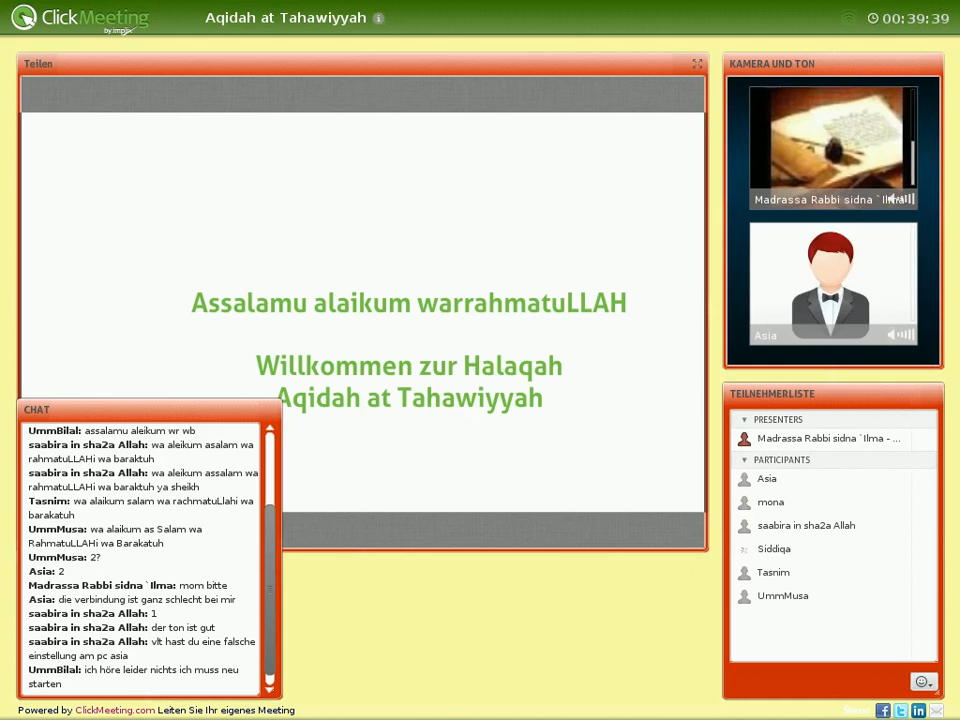 ClickMeeting
by implix
Aqidah at Tahawiyyah
00:39:39
Teilen
Assalamu alaikum warrahmatuLLAH
Willkommen zur Halaqah
Aqidah at Tahawiyyah
CHAT
UmmBilal: assalamu aleikum wr wb
saabira in sha2a Allah: wa aleikum asalam wa
rahmatuLLAHi wa baraktuh
saabira in sha2a Allah: wa aleikum assalam wa
rahmatuLLAHi wa baraktuh ya sheikh
Tasnim: wa alaikum salam wa rachmatuLlahi wa
barakatuh
UmmMusa: wa alaikum as Salam wa
RahmatuLLAHi wa Barakatuh
UmmMusa: 2?
Asia: 2
Madrassa Rabbi sidna `Ilma: mom bitte
Asia: die verbindung ist ganz schlecht bei mir
saabira in sha2a Allah: 1
saabira in sha2a Allah: der ton ist gut
saabira in sha2a Allah: vlt hast du eine falsche
einstellung am pc asia
UmmBilal: ich höre leider nichts ich muss neu
starten
KAMERA UND TON
Madrassa Rabbi sidna `Ilma
Asia
TEILNEHMERLISTE
PRESENTERS
Madrassa Rabbi sidna `Ilma - ...
PARTICIPANTS
Asia
mona
saabira in sha2a Allah
Siddiqa
Tasnim
UmmMusa
Powered by ClickMeeting.com Leiten Sie Ihr eigenes Meeting